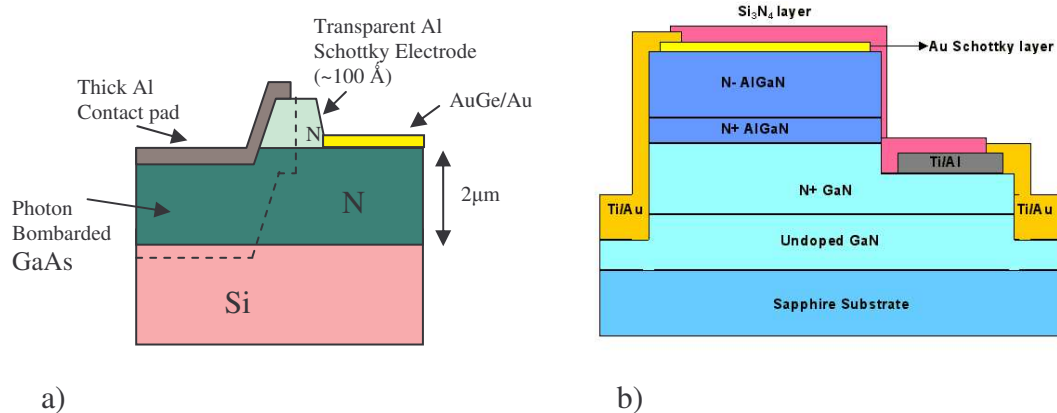 Transparent Al
Schottky Electrode
(~100 Å)
Thick Al
Contact pad
AuGe/Au
N
N
2μm
Photon
Bombarded
GaAs
Si
a)
Si3N4 layer
Au Schottky layer
N- AlGaN
N+ AlGaN
Ti/Al
N+ GaN
Ti/Au
Ti/Au
Undoped GaN
Sapphire Substrate
b)